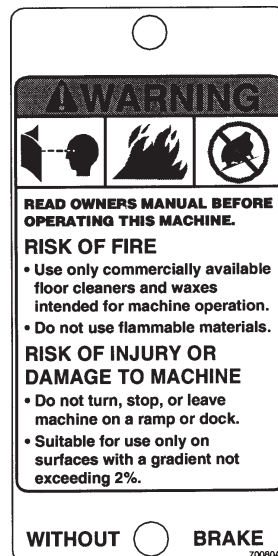 WARNING
READ OWNERS MANUAL BEFORE
OPERATING THIS MACHINE.
RISK OF FIRE
• Use only commercially available
floor cleaners and waxes
intended for machine operation.
• Do not use flammable materials.
RISK OF INJURY OR
DAMAGE TO MACHINE
• Do not turn, stop, or leave
machine on a ramp or dock.
• Suitable for use only on
surfaces with a gradient not
exceeding 2%.
WITHOUT BRAKE